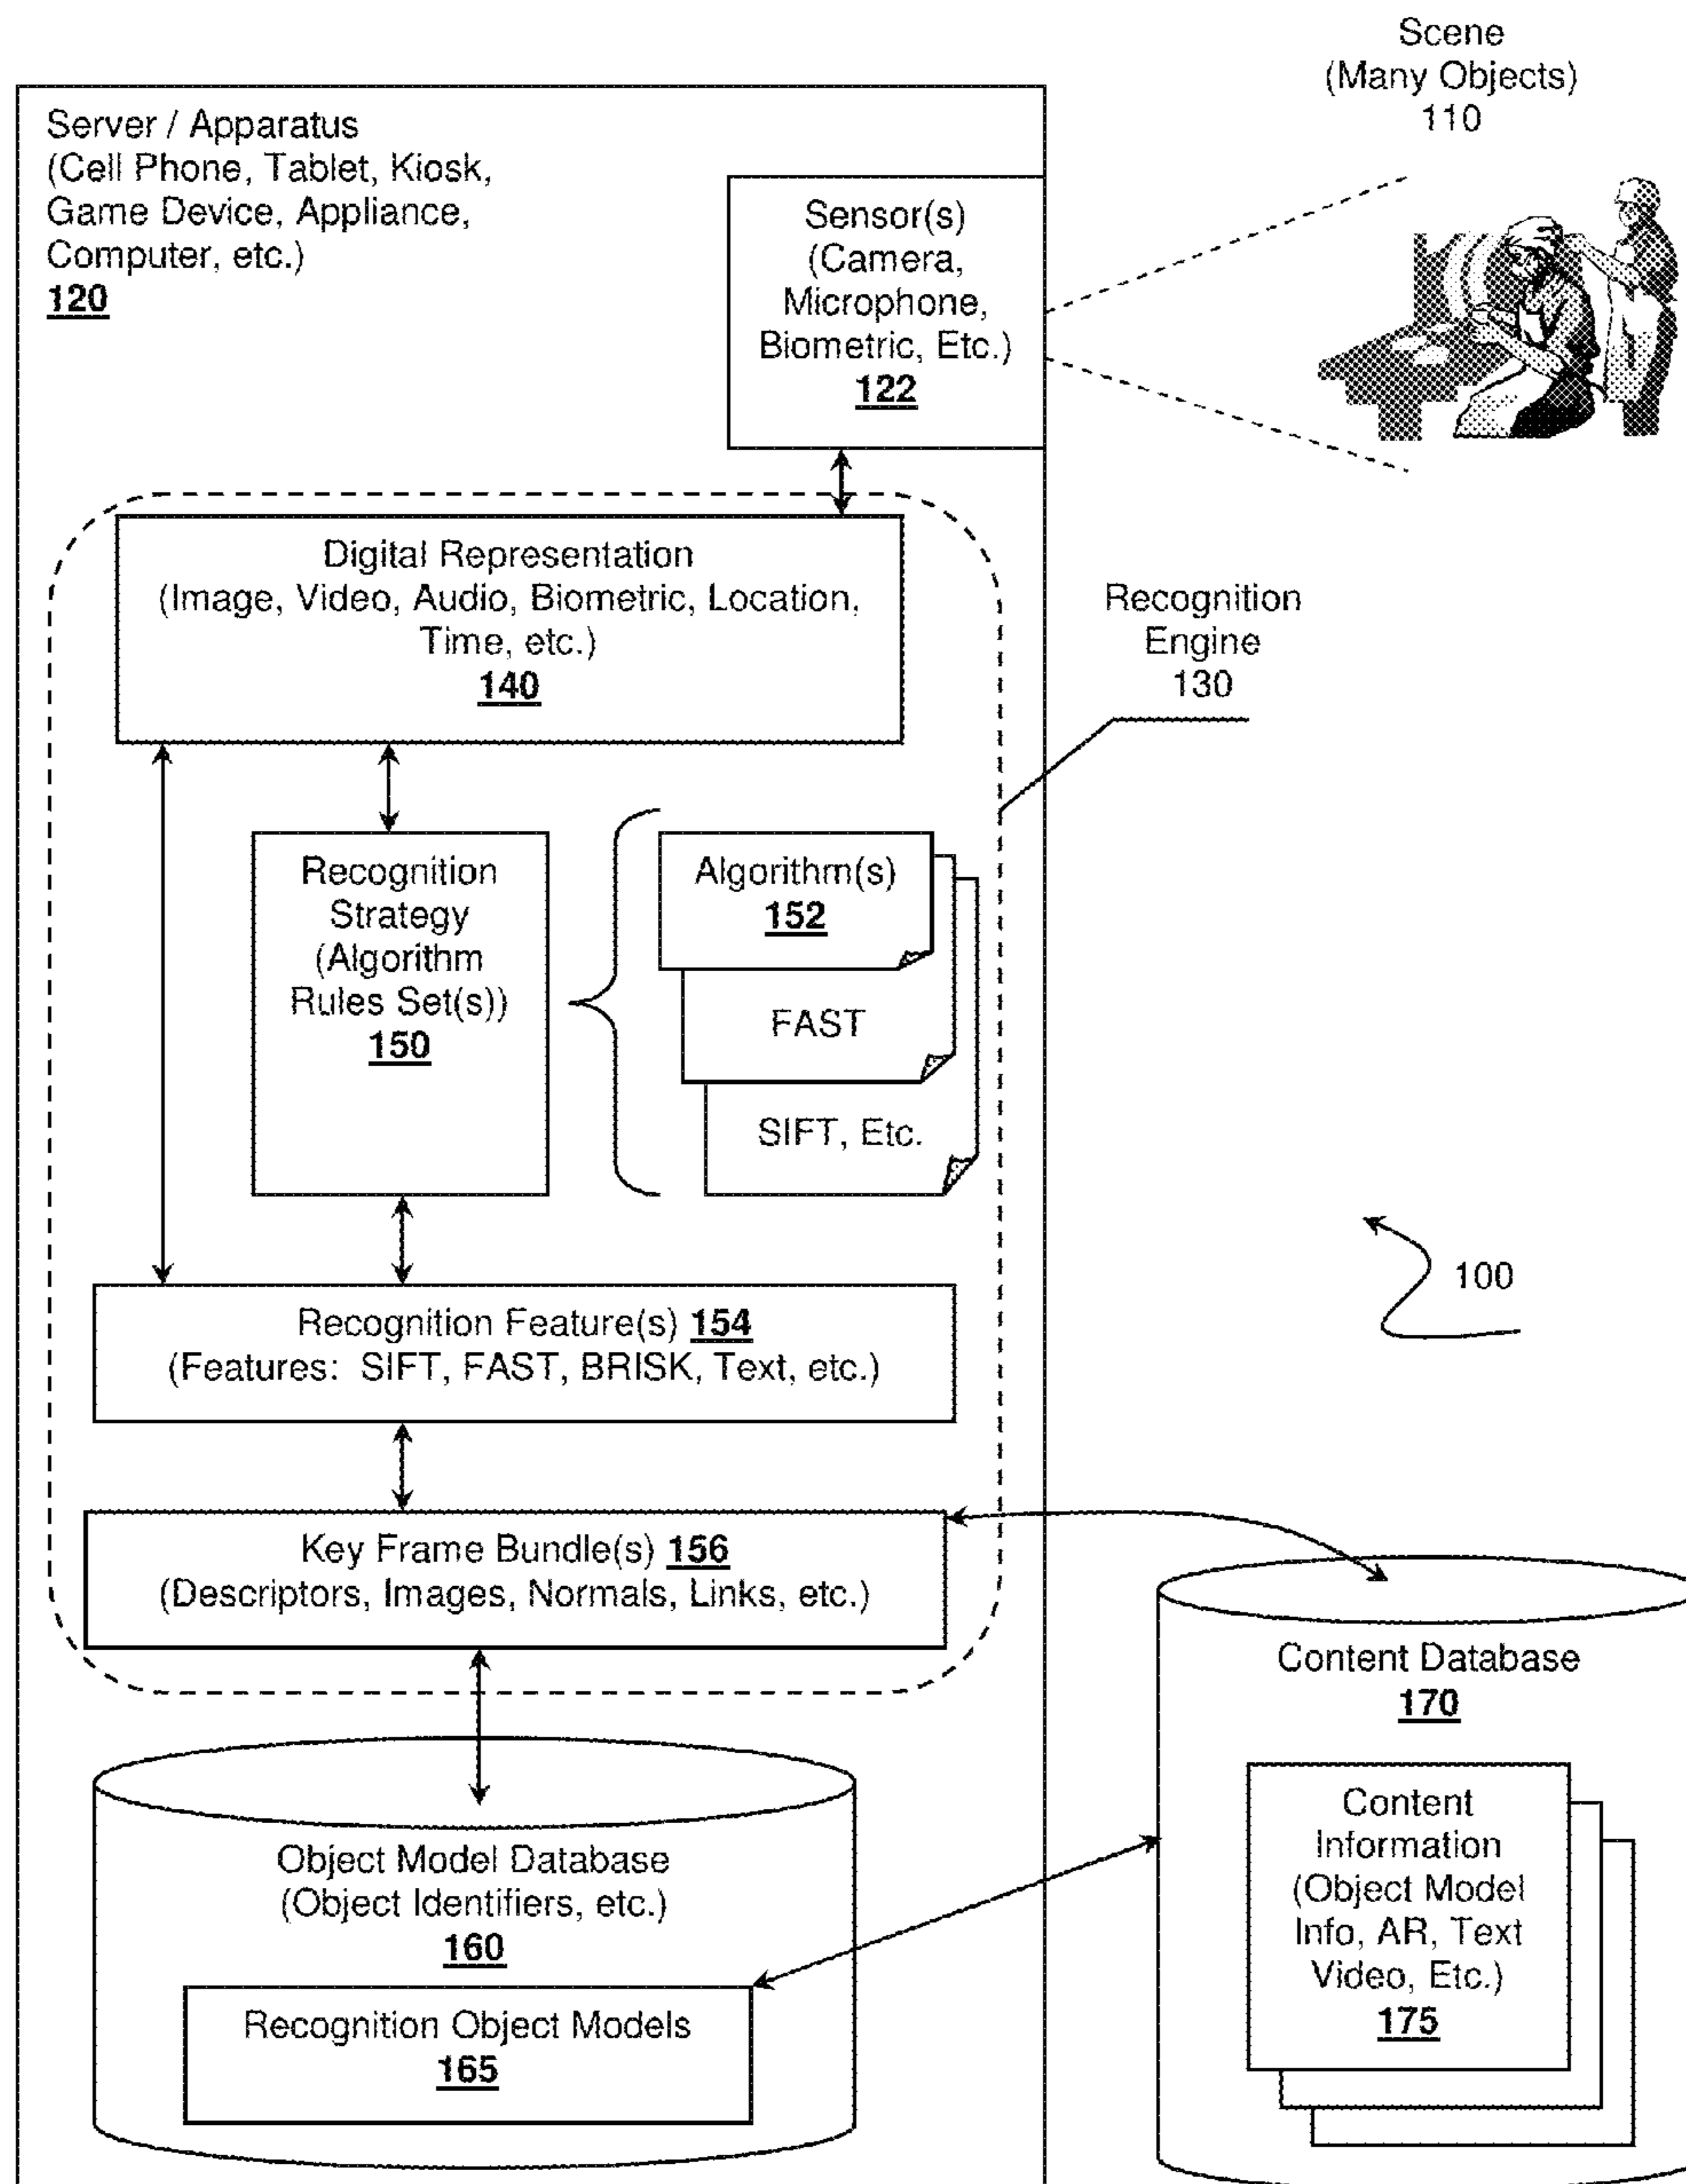 Scene
(Many Objects)
110
Server / Apparatus
(Cell Phone, Tablet, Kiosk,
Game Device, Appliance,
Computer, etc.)
120
Sensor(s)
(Camera,
Microphone,
Biometric, Etc.)
122
Digital Representation
(Image, Video, Audio, Biometric, Location,
Time, etc.)
140
Recognition
Engine
130
Recognition
Strategy
(Algorithm
Rules Set(s))
150
Algorithm(s)
152
FAST
SIFT, Etc.
100
Recognition Feature(s) 154
(Features: SIFT, FAST, BRISK, Text, etc.)
Key Frame Bundle(s) 156
(Descriptors, Images, Normals, Links, etc.)
Content Database
170
Content
Information
(Object Model
Info, AR, Text
Video, Etc.)
175
Object Model Database
(Object Identifiers, etc.)
160
Recognition Object Models
165